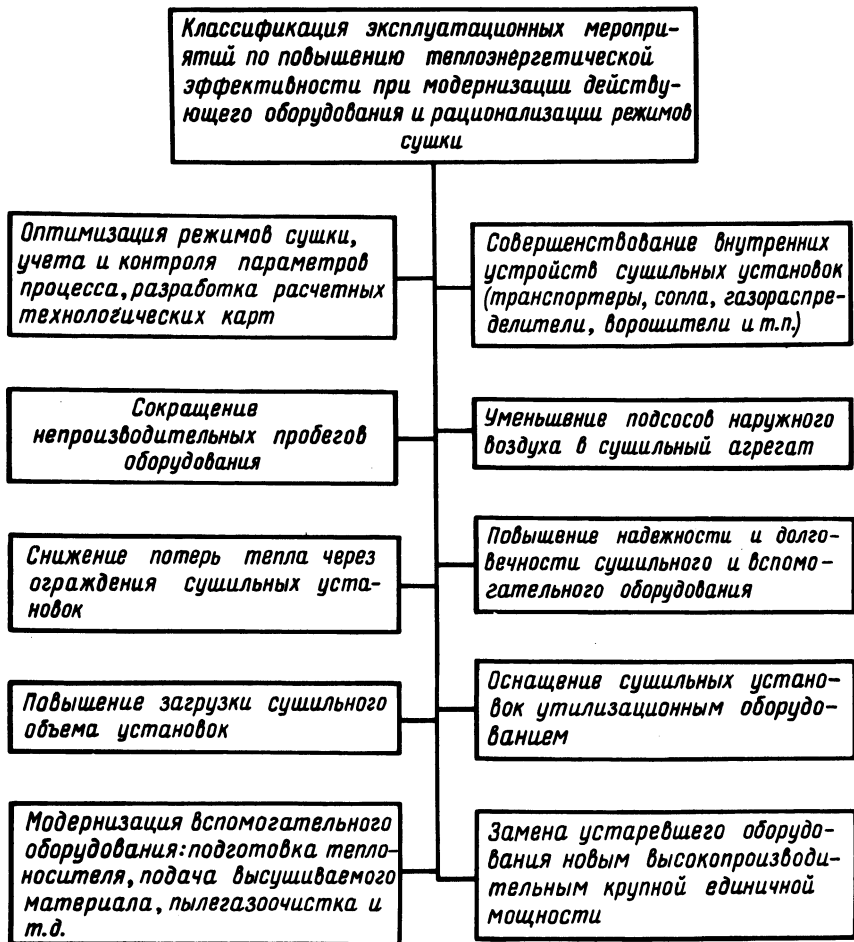 Классификация эксплуатационных меропри-
ятий по повышению теплоэнергетической
эффективности при модернизации действу-
ющего оборудования и рационализации режимов
сушки
Оптимизация режимов сушки,
учета и контроля параметров
процесса, разработка расчетных
технологических карт
Совершенствование внутренних
устройств сушильных установок
(транспортеры, сопла, газораспре-
делители, ворошители и т.п.)
Сокращение
непроизводительных пробегов
оборудования
Уменьшение подсосов наружного
воздуха в сушильный агрегат
Снижение потерь тепла через
ограждения сушильных уста-
новок
Повышение надежности и долго-
вечности сушильного и вспомо-
гательного оборудования
Повышение загрузки сушильного
объема установок
Оснащение сушильных устано-
вок утилизационным оборудо-
ванием
Модернизация вспомогательного
оборудования: подготовка тепло-
носителя, подача высушиваемого
материала, пылегазоочистка и
т.д.
Замена устаревшего оборудо-
вания новым высокопроизводи-
тельным крупной единичной
мощности